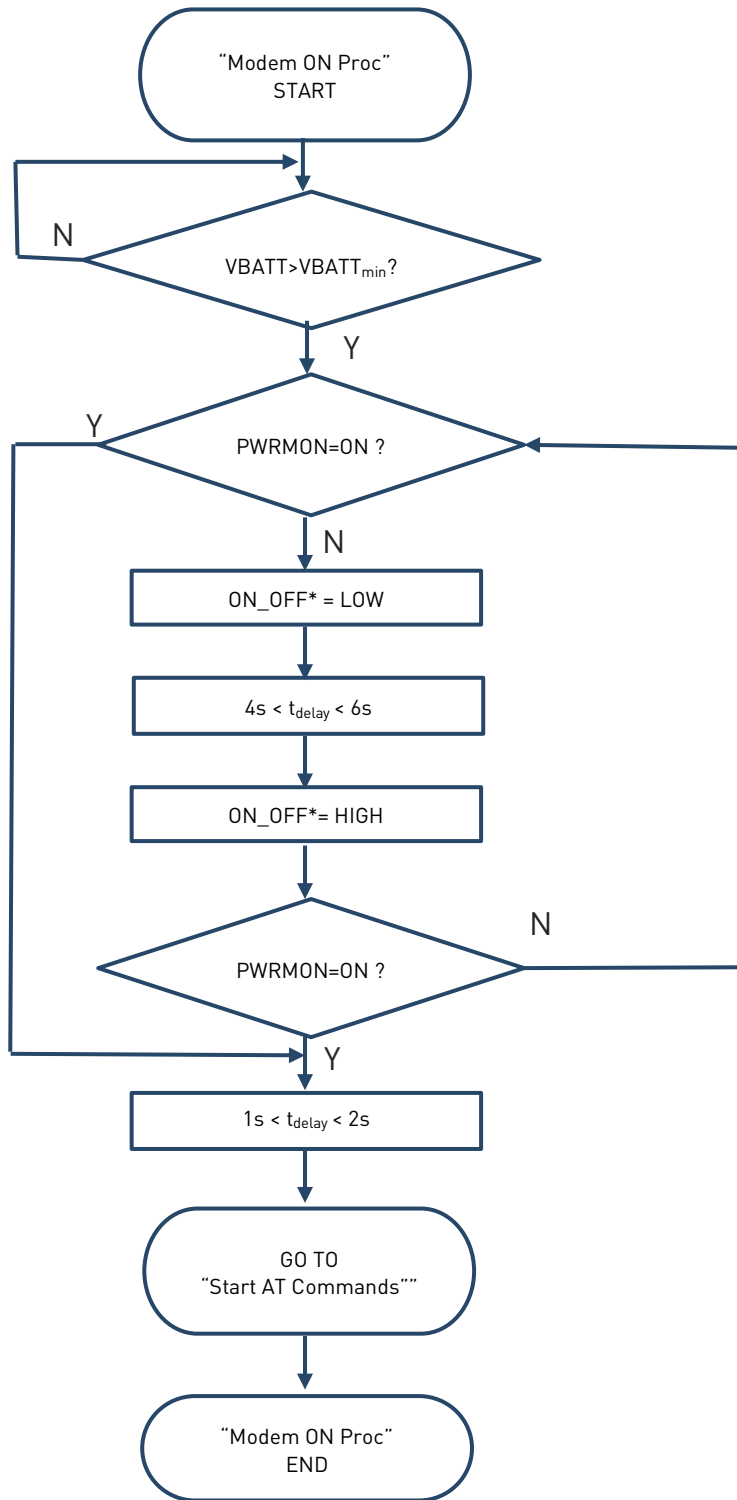 “Modem ON Proc”
START
N
VBATT>VBATTmin?
Y
Y
PWRMON=ON ?
N
ON_OFF* = LOW
4s < tdelay < 6s
ON_OFF*= HIGH
N
PWRMON=ON ?
Y
1s < tdelay < 2s
GO TO
“Start AT Commands””
“Modem ON Proc”
END